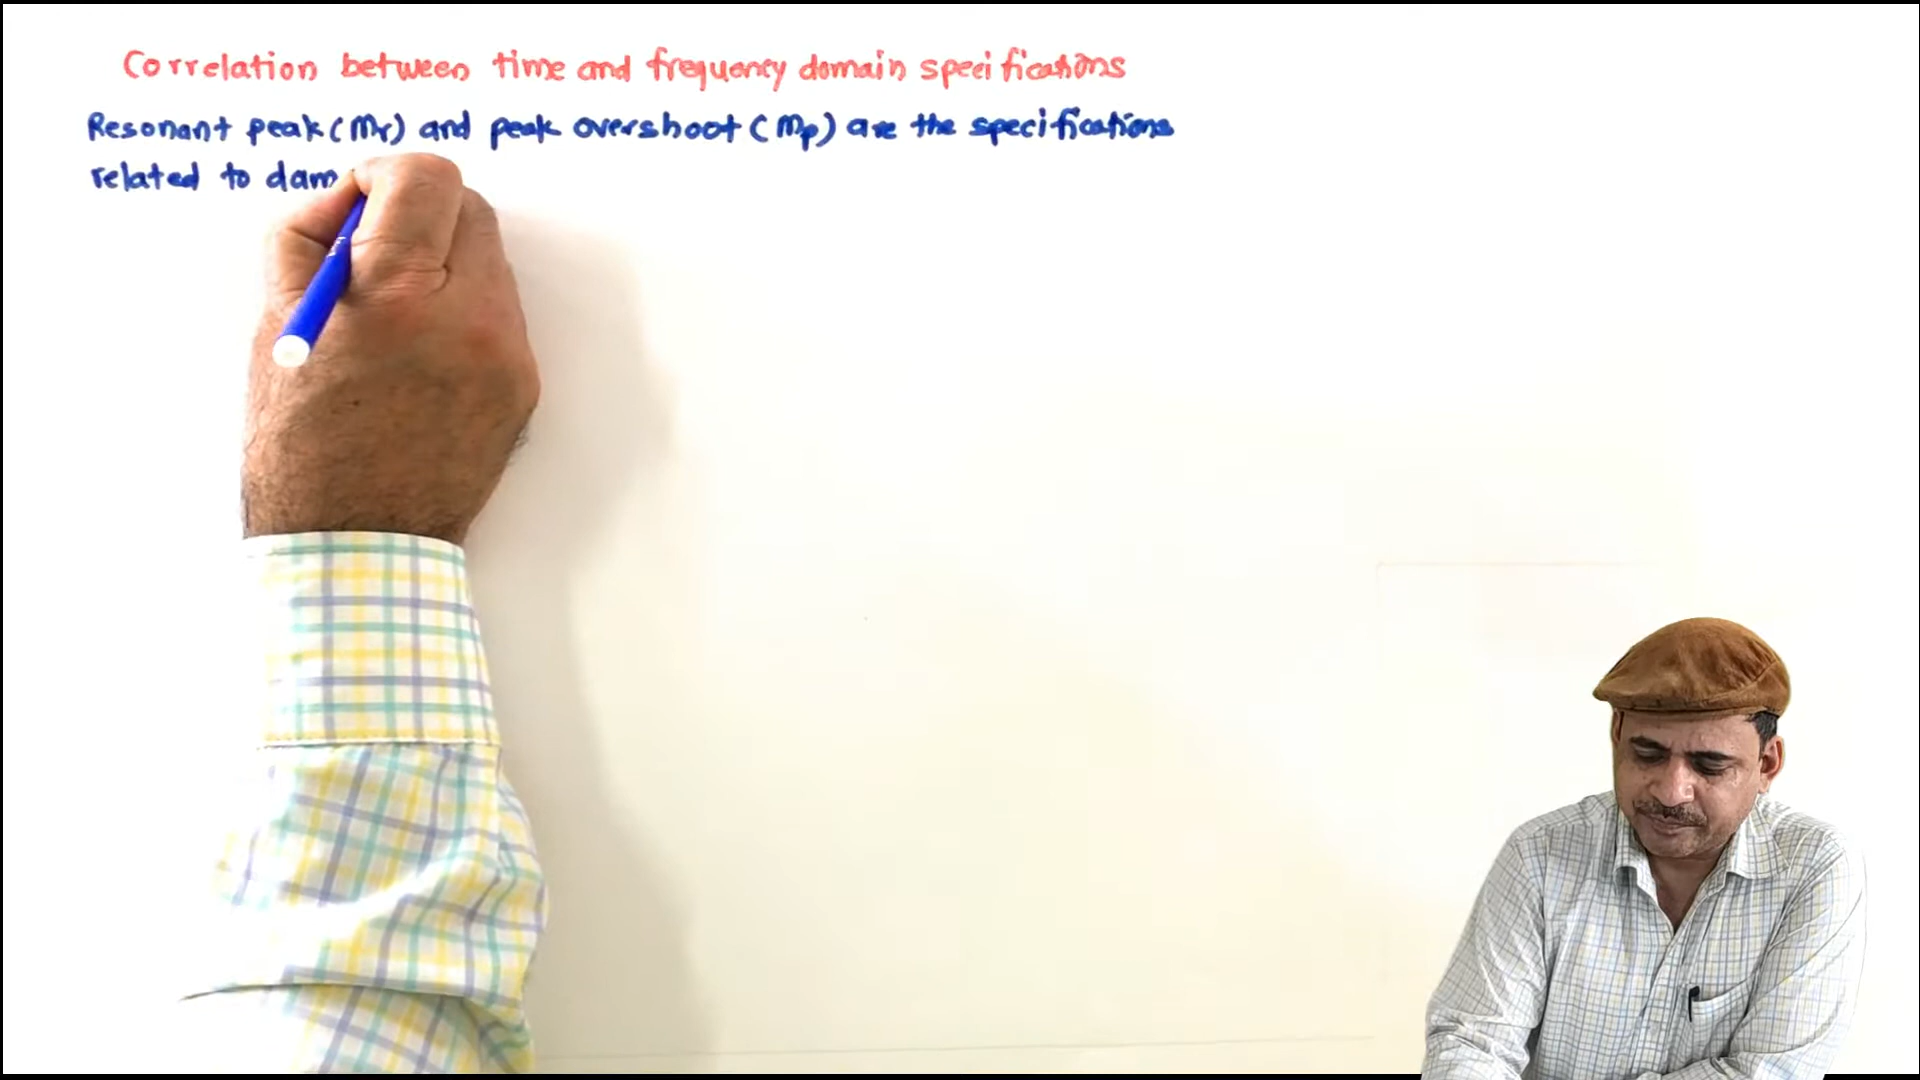 Correlation between time and frequency domain specifications
Resonant peak (Mr) and peak overshoot (Mp) are the specifications
related to dam